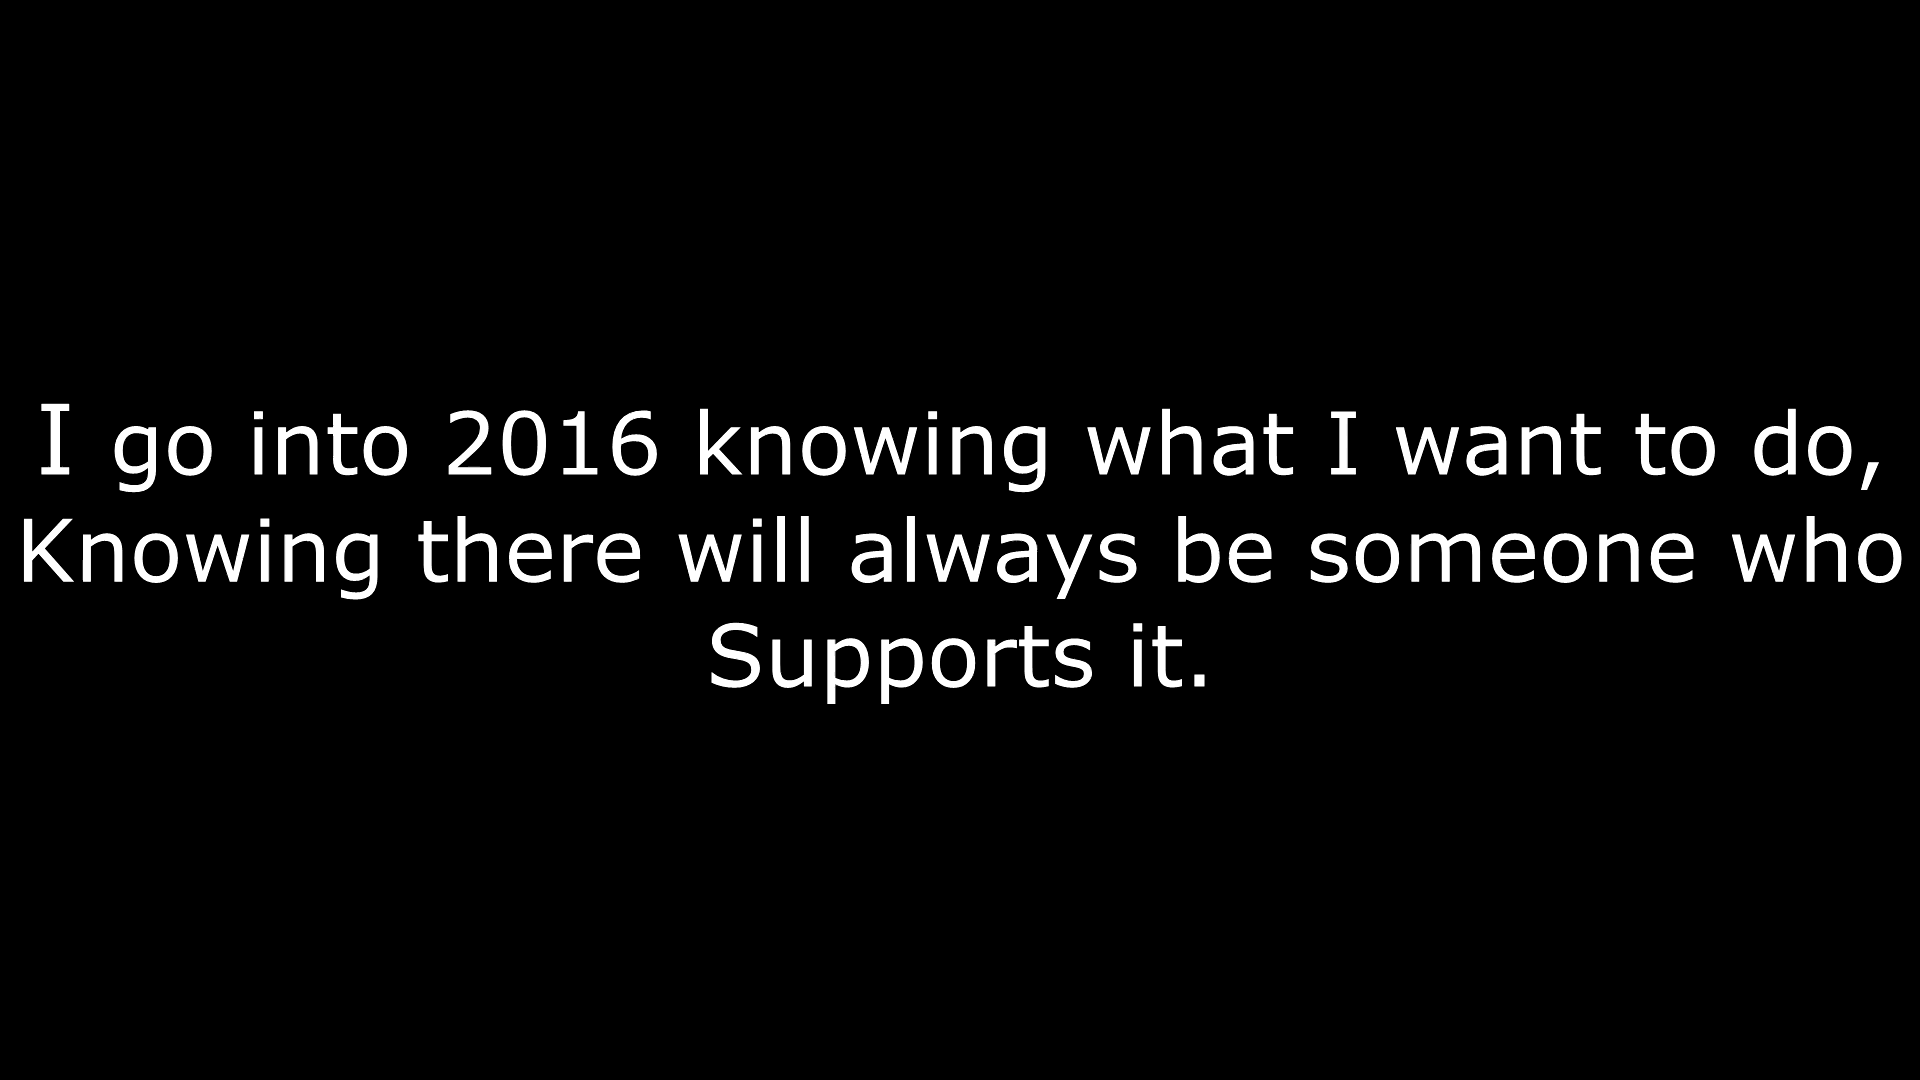 I go into 2016 knowing what I want to do,
Knowing there will always be someone who
Supports it.